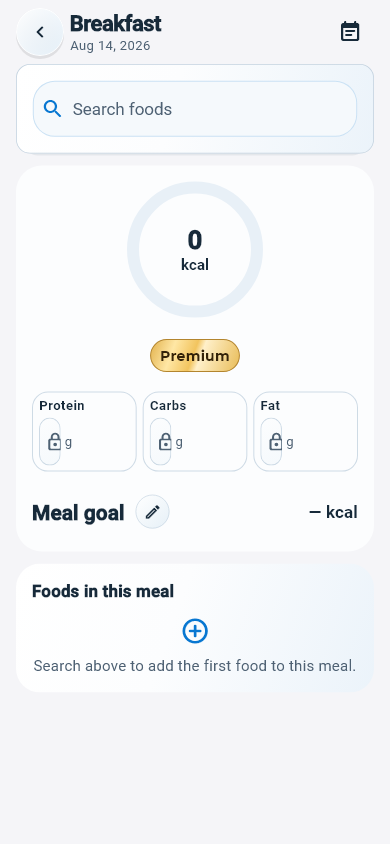 Breakfast
Aug 14, 2026
Search foods
0
kcal
Premium
Protein
Carbs
Fat
g
g
g
Meal goal
– kcal
Foods in this meal
Search above to add the first food to this meal.